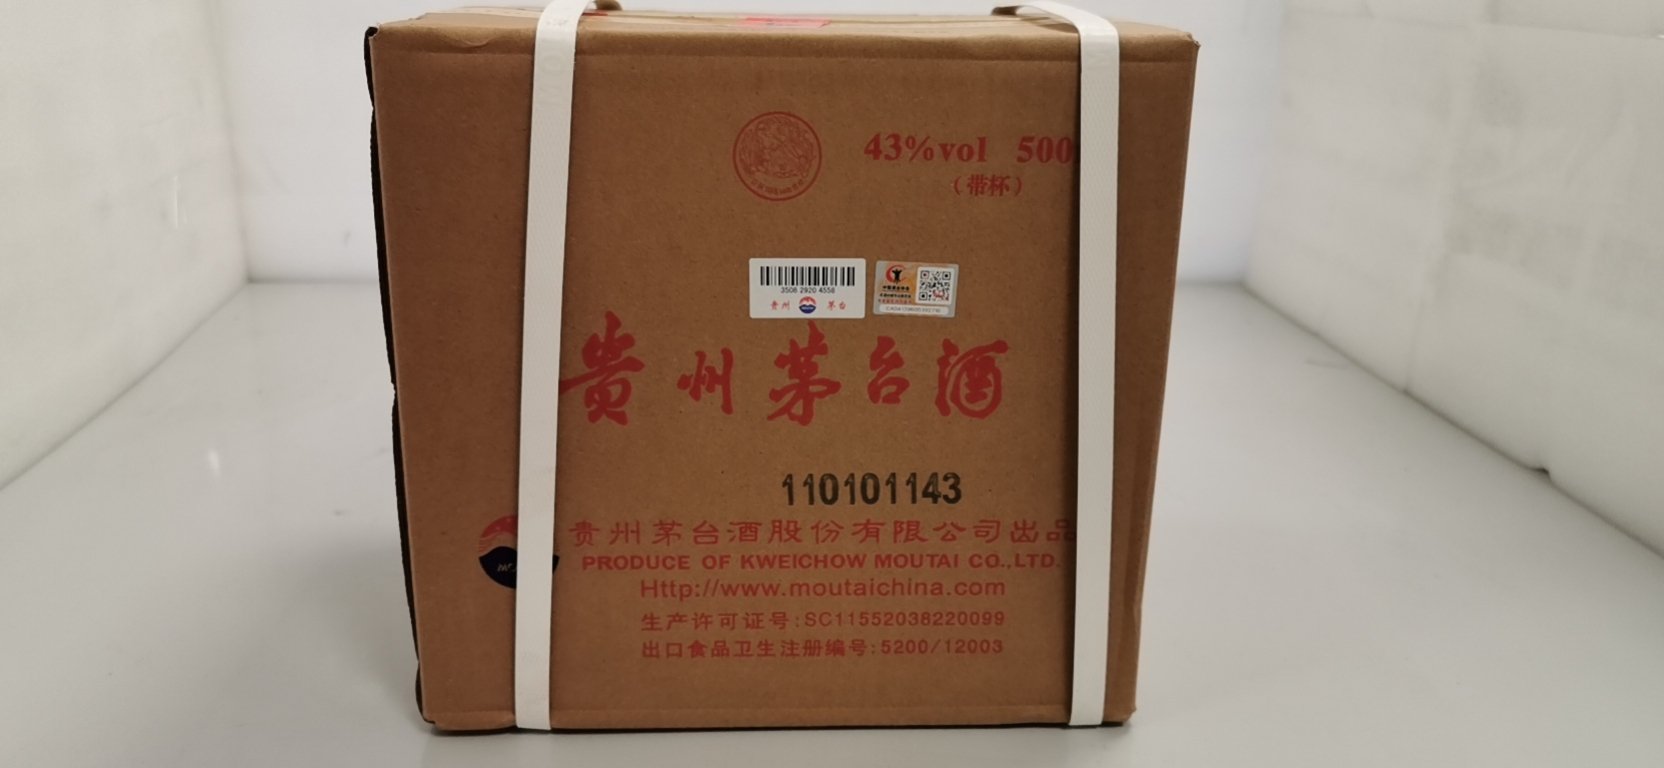 43%vol 500
（带杯）
3506 2920 4558
贵州 茅台
贵州茅台酒
110101143
贵州茅台酒股份有限公司出品
PRODUCE OF KWEICHOW MOUTAI CO.,LTD.
Http://www.moutaichina.com
生产许可证号:SC11552038220099
出口食品卫生注册编号:5200/12003